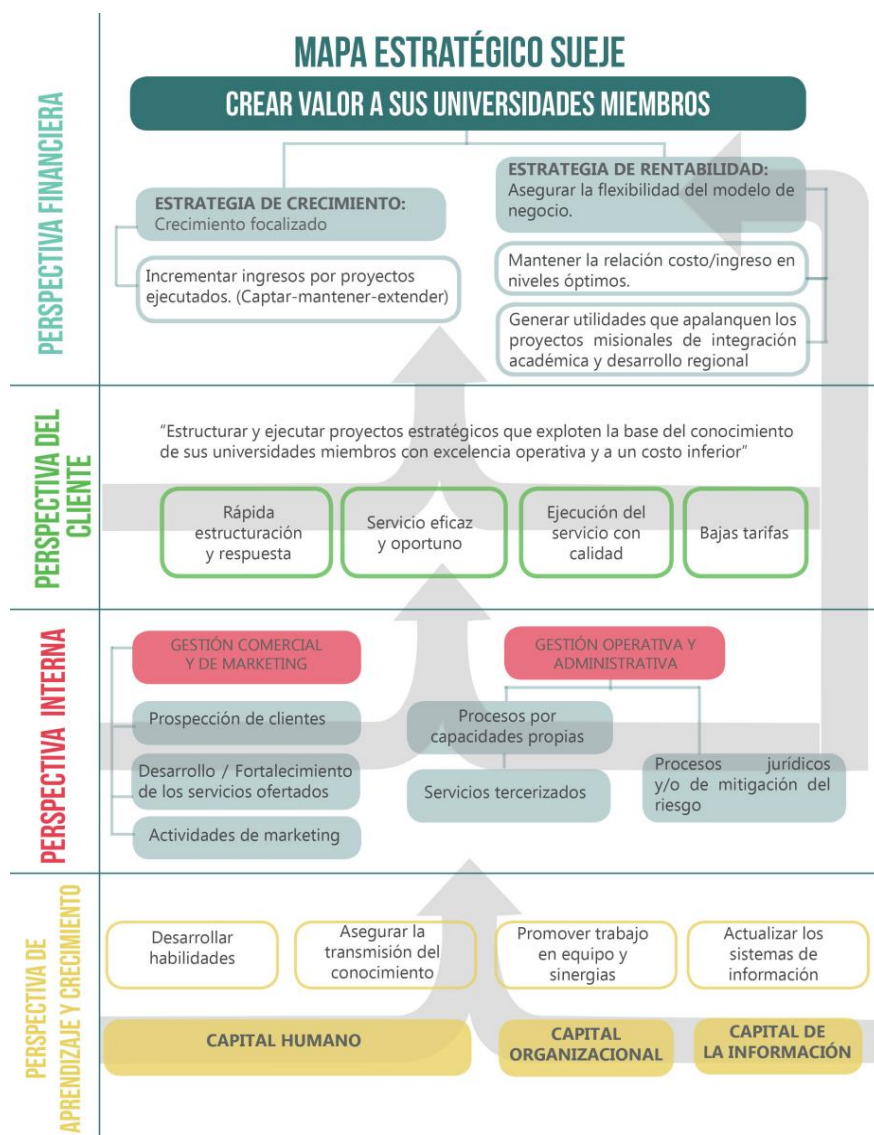 MAPA ESTRATÉGICO SUEJE
CREAR VALOR A SUS UNIVERSIDADES MIEMBROS
PERSPECTIVA FINANCIERA
ESTRATEGIA DE CRECIMIENTO:
Crecimiento focalizado
Incrementar ingresos por proyectos
ejecutados. (Captar-mantener-extender)
ESTRATEGIA DE RENTABILIDAD:
Asegurar la flexibilidad del modelo de
negocio.
Mantener la relación costo/ingreso en
niveles óptimos.
Generar utilidades que apalanquen los
proyectos misionales de integración
académica y desarrollo regional
PERSPECTIVA DEL
CLIENTE
“Estructurar y ejecutar proyectos estratégicos que exploten la base del conocimiento
de sus universidades miembros con excelencia operativa y a un costo inferior”
Rápida
estructuración
y respuesta
Servicio eficaz
y oportuno
Ejecución del
servicio con
calidad
Bajas tarifas
PERSPECTIVA INTERNA
GESTIÓN COMERCIAL
Y DE MARKETING
Prospección de clientes
Desarrollo / Fortalecimiento
de los servicios ofertados
Actividades de marketing
GESTIÓN OPERATIVA Y
ADMINISTRATIVA
Procesos por
capacidades propias
Servicios tercerizados
Procesos jurídicos
y/o de mitigación del
riesgo
PERSPECTIVA DE
APRENDIZAJE Y CRECIMIENTO
Desarrollar
habilidades
Asegurar la
transmisión del
conocimiento
Promover trabajo
en equipo y
sinergias
Actualizar los
sistemas de
información
CAPITAL HUMANO
CAPITAL
ORGANIZACIONAL
CAPITAL DE
LA INFORMACIÓN